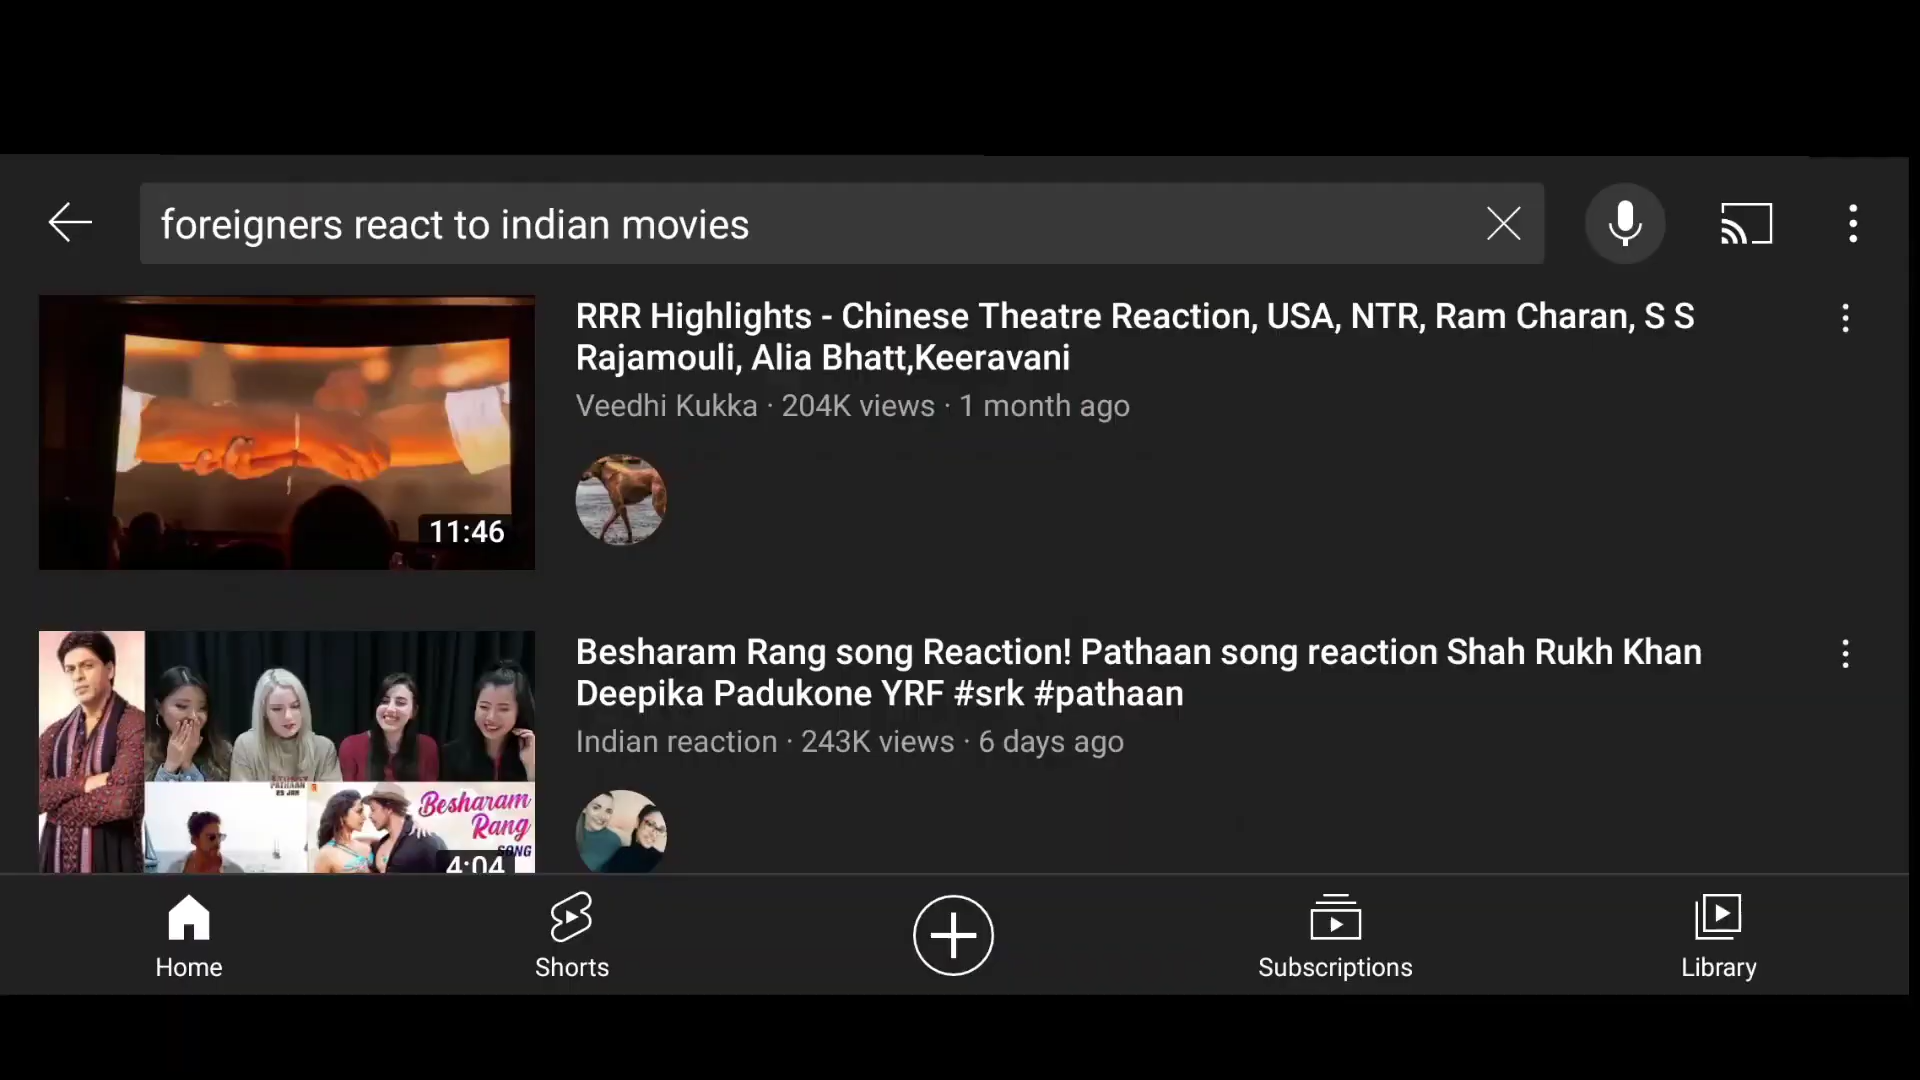 foreigners react to indian movies
RRR Highlights - Chinese Theatre Reaction, USA, NTR, Ram Charan, S S
Rajamouli, Alia Bhatt,Keeravani
Veedhi Kukka · 204K views · 1 month ago
11:46
Besharam Rang song Reaction! Pathaan song reaction Shah Rukh Khan
Deepika Padukone YRF #srk #pathaan
Indian reaction · 243K views · 6 days ago
PATHAAN
25 JAN
Besharam
Rang
SONG
4:04
Home
Shorts
Subscriptions
Library